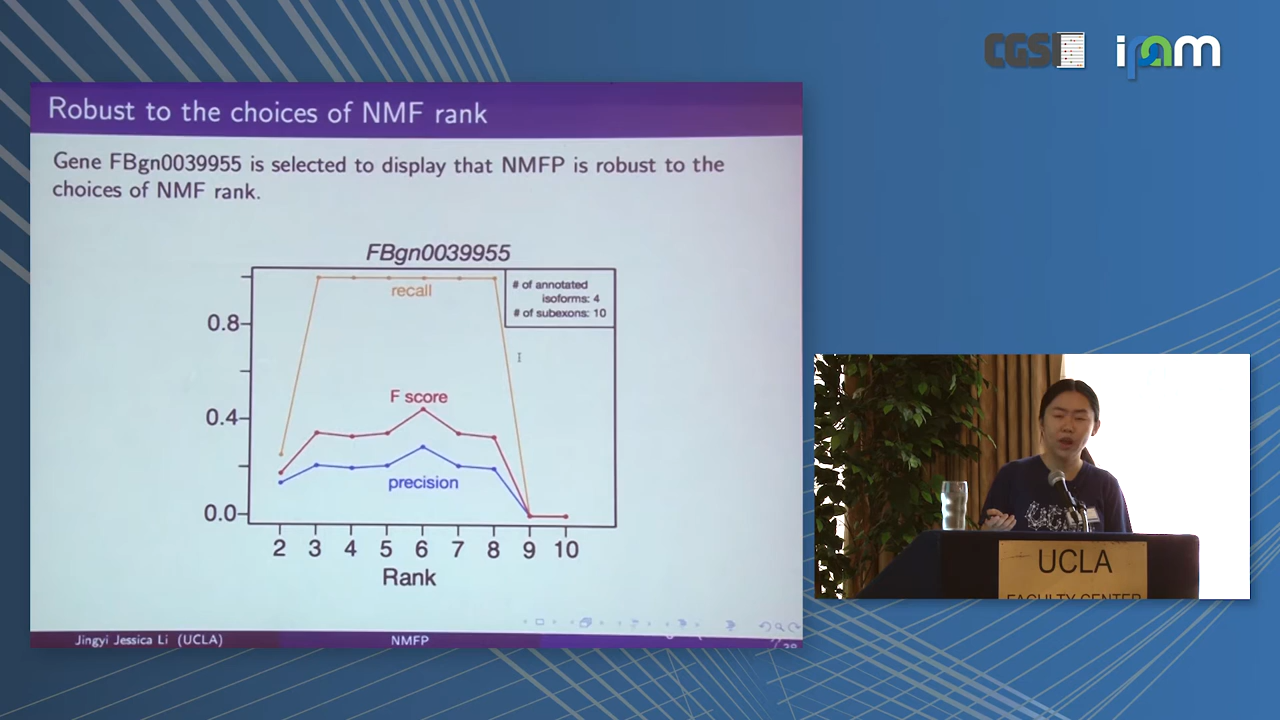 CGSI
ipam
Robust to the choices of NMF rank
Gene FBgn0039955 is selected to display that NMFP is robust to the
choices of NMF rank.
FBgn0039955
recall
# of annotated
isoforms: 4
# of subexons: 10
0.8
F score
0.4
precision
0.0
2 3 4 5 6 7 8 9 10
Rank
Jingyi Jessica Li (UCLA)
NMFP
UCLA
FACULTY CENTER